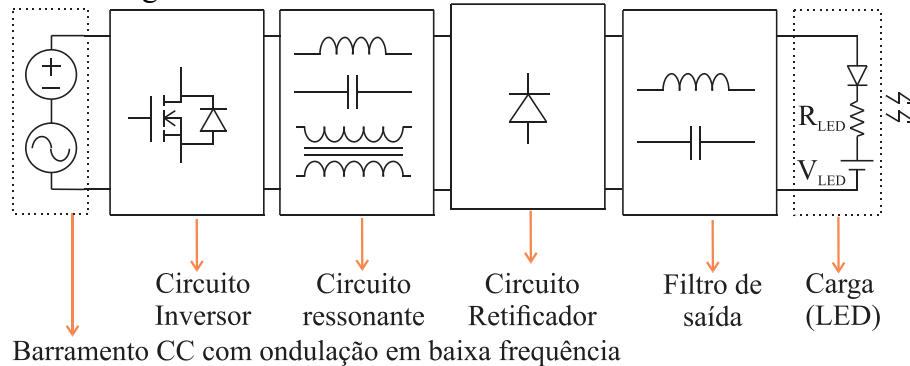 R_LED
V_LED
Circuito
Inversor
Circuito
ressonante
Circuito
Retificador
Filtro de
saída
Carga
(LED)
Barramento CC com ondulação em baixa frequência